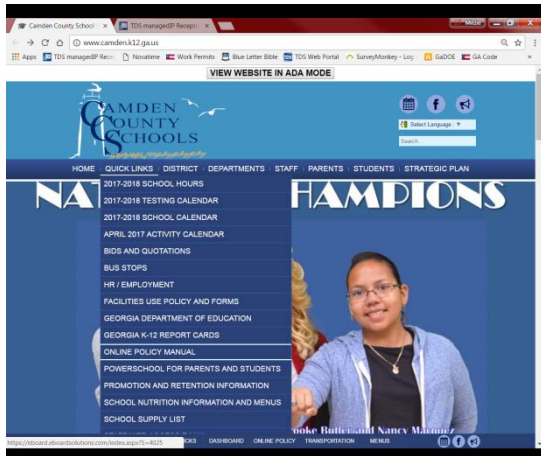 Camden County School S
TDS managedIP Recepti
www.camden.k12.ga.us
Apps TDS managedIP Rece Novatime Work Permits Blue Letter Bible TDS Web Portal SurveyMonkey - Log GaDOE GA Code
VIEW WEBSITE IN ADA MODE
CAMDEN
COUNTY
SCHOOLS
Select Language
Search
HOME QUICK LINKS DISTRICT DEPARTMENTS STAFF PARENTS STUDENTS STRATEGIC PLAN
NAT HAMPIONS
2017-2018 SCHOOL HOURS
2017-2018 TESTING CALENDAR
2017-2018 SCHOOL CALENDAR
APRIL 2017 ACTIVITY CALENDAR
BIDS AND QUOTATIONS
BUS STOPS
HR / EMPLOYMENT
FACILITIES USE POLICY AND FORMS
GEORGIA DEPARTMENT OF EDUCATION
GEORGIA K-12 REPORT CARDS
ONLINE POLICY MANUAL
POWERSCHOOL FOR PARENTS AND STUDENTS
PROMOTION AND RETENTION INFORMATION
SCHOOL NUTRITION INFORMATION AND MENUS
SCHOOL SUPPLY LIST
ooke Butler and Nancy Marquez
https://eboard.eboardsolutions.com/index.aspx?S=4025
DASHBOARD ONLINE POLICY TRANSPORTATION MENUS